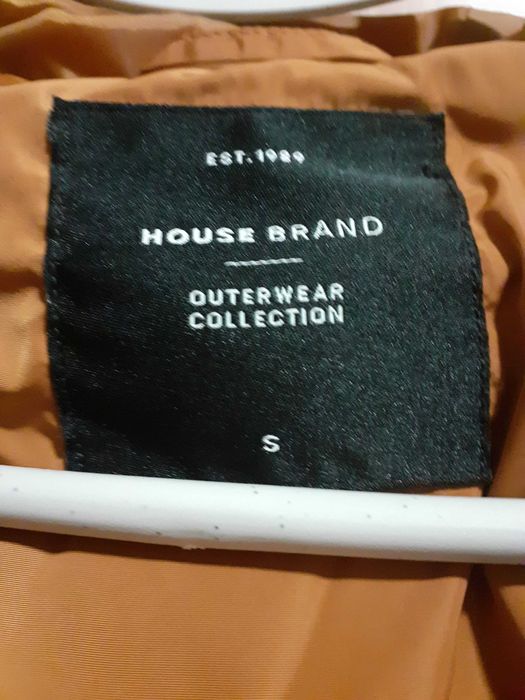 EST. 1989
HOUSE BRAND
OUTERWEAR
COLLECTION
S